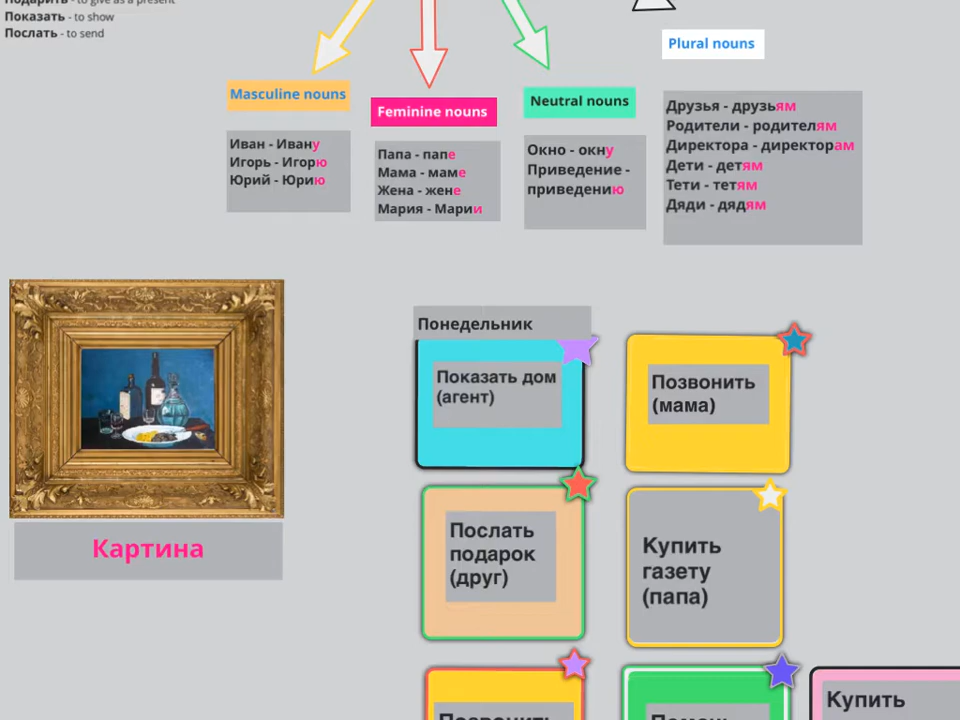 Подарить - to give as a present
Показать - to show
Послать - to send
Plural nouns
Masculine nouns
Feminine nouns
Neutral nouns
Иван - Ивану
Игорь - Игорю
Юрий - Юрию
Папа - папе
Мама - маме
Жена - жене
Мария - Марии
Окно - окну
Приведение -
приведению
Друзья - друзьям
Родители - родителям
Директора - директорам
Дети - детям
Тети - тетям
Дяди - дядям
Картина
Понедельник
Показать дом
(агент)
Позвонить
(мама)
Послать
подарок
(друг)
Купить
газету
(папа)
Позвонить
Помочь
Купить